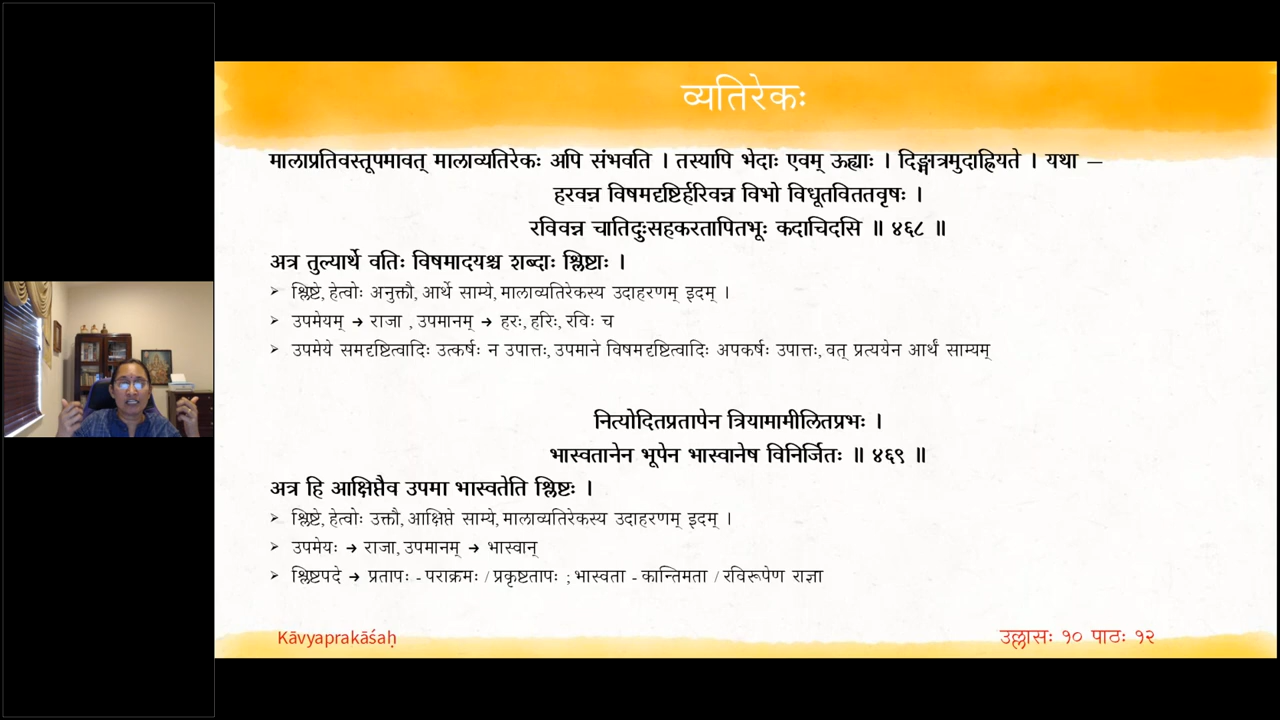 व्यतिरेकः
मालाप्रतिवस्तूपमावत् मालाव्यतिरेकः अपि संभवति । तस्यापि भेदाः एवम् ऊह्याः । दिङ्मात्रमुदाह्रियते । यथा —
हरवन्न विषमदृष्टिर्हरिवन्न विभो विधूतविततवृषः ।
रविवन्न चातिदुःसहकरतापितभूः कदाचिदसि ॥ ४६८ ॥
अत्र तुल्यार्थे वतिः विषमादयश्च शब्दाः श्लिष्टाः ।
➢ श्लिष्टे, हेत्वोः अनुक्तौ, आर्थे साम्ये, मालाव्यतिरेकस्य उदाहरणम् इदम् ।
➢ उपमेयम् → राजा , उपमानम् → हरः, हरिः, रविः च
➢ उपमेये समदृष्टित्वादिः उत्कर्षः न उपात्तः, उपमाने विषमदृष्टित्वादिः अपकर्षः उपात्तः, वत् प्रत्ययेन आर्थं साम्यम्
नित्योदितप्रतापेन त्रियामामीलितप्रभः ।
भास्वतानेन भूपेन भास्वानेष विनिर्जितः ॥ ४६९ ॥
अत्र हि आक्षिप्तैव उपमा भास्वतेति श्लिष्टः ।
➢ श्लिष्टे, हेत्वोः उक्तौ, आक्षिप्ते साम्ये, मालाव्यतिरेकस्य उदाहरणम् इदम् ।
➢ उपमेयः → राजा, उपमानम् → भास्वान्
➢ श्लिष्टपदे → प्रतापः - पराक्रमः / प्रकृष्टतापः ; भास्वता - कान्तिमता / रविरूपेण राज्ञा
Kāvyaprakāśaḥ
उल्लासः १० पाठः १२